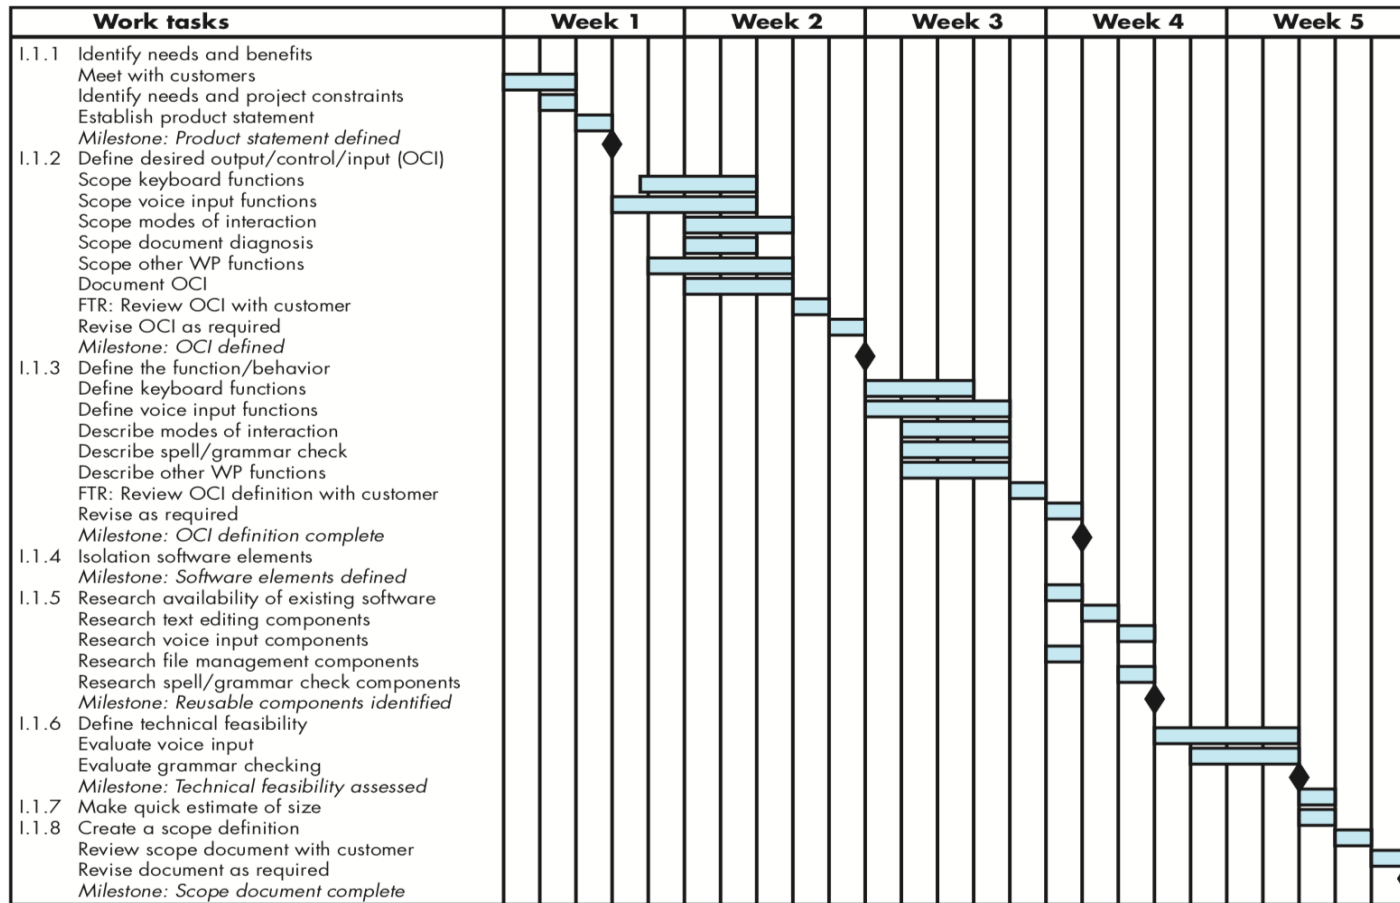 Work tasks Week 1 Week 2 Week 3 Week 4 Week 5
I.1.1 Identify needs and benefits
Meet with customers
Identify needs and project constraints
Establish product statement
Milestone: Product statement defined
I.1.2 Define desired output/control/input (OCI)
Scope keyboard functions
Scope voice input functions
Scope modes of interaction
Scope document diagnosis
Scope other WP functions
Document OCI
FTR: Review OCI with customer
Revise OCI as required
Milestone: OCI defined
I.1.3 Define the function/behavior
Define keyboard functions
Define voice input functions
Describe modes of interaction
Describe spell/grammar check
Describe other WP functions
FTR: Review OCI definition with customer
Revise as required
Milestone: OCI definition complete
I.1.4 Isolation software elements
Milestone: Software elements defined
I.1.5 Research availability of existing software
Research text editing components
Research voice input components
Research file management components
Research spell/grammar check components
Milestone: Reusable components identified
I.1.6 Define technical feasibility
Evaluate voice input
Evaluate grammar checking
Milestone: Technical feasibility assessed
I.1.7 Make quick estimate of size
I.1.8 Create a scope definition
Review scope document with customer
Revise document as required
Milestone: Scope document complete